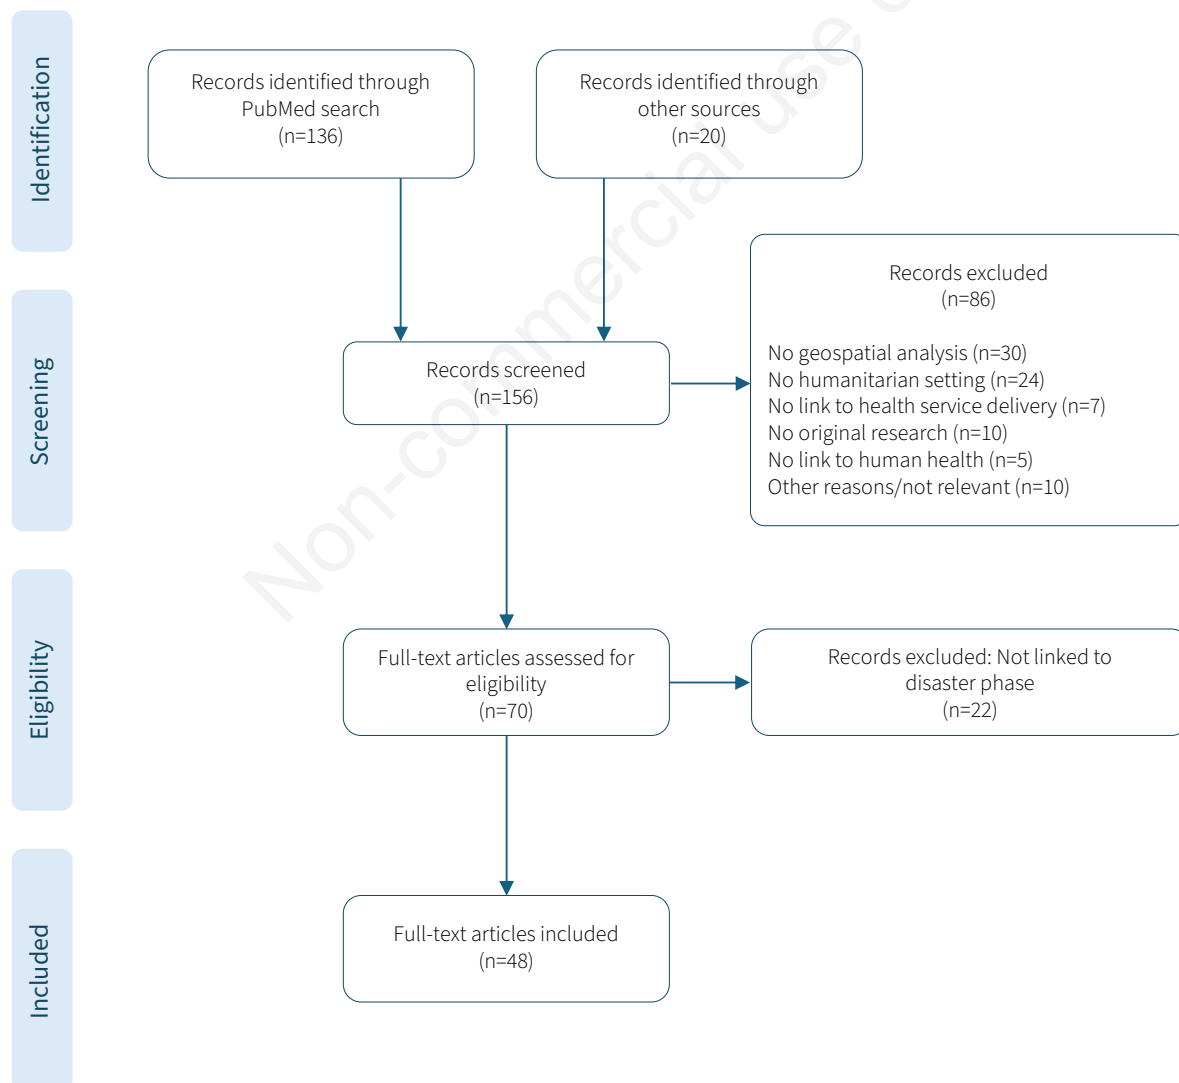 Identification
Records identified through
PubMed search
(n=136)
Records identified through
other sources
(n=20)
Records excluded
(n=86)
No geospatial analysis (n=30)
No humanitarian setting (n=24)
No link to health service delivery (n=7)
No original research (n=10)
No link to human health (n=5)
Other reasons/not relevant (n=10)
Screening
Records screened
(n=156)
Eligibility
Full-text articles assessed for
eligibility
(n=70)
Records excluded: Not linked to
disaster phase
(n=22)
Included
Full-text articles included
(n=48)
Non-commercial use